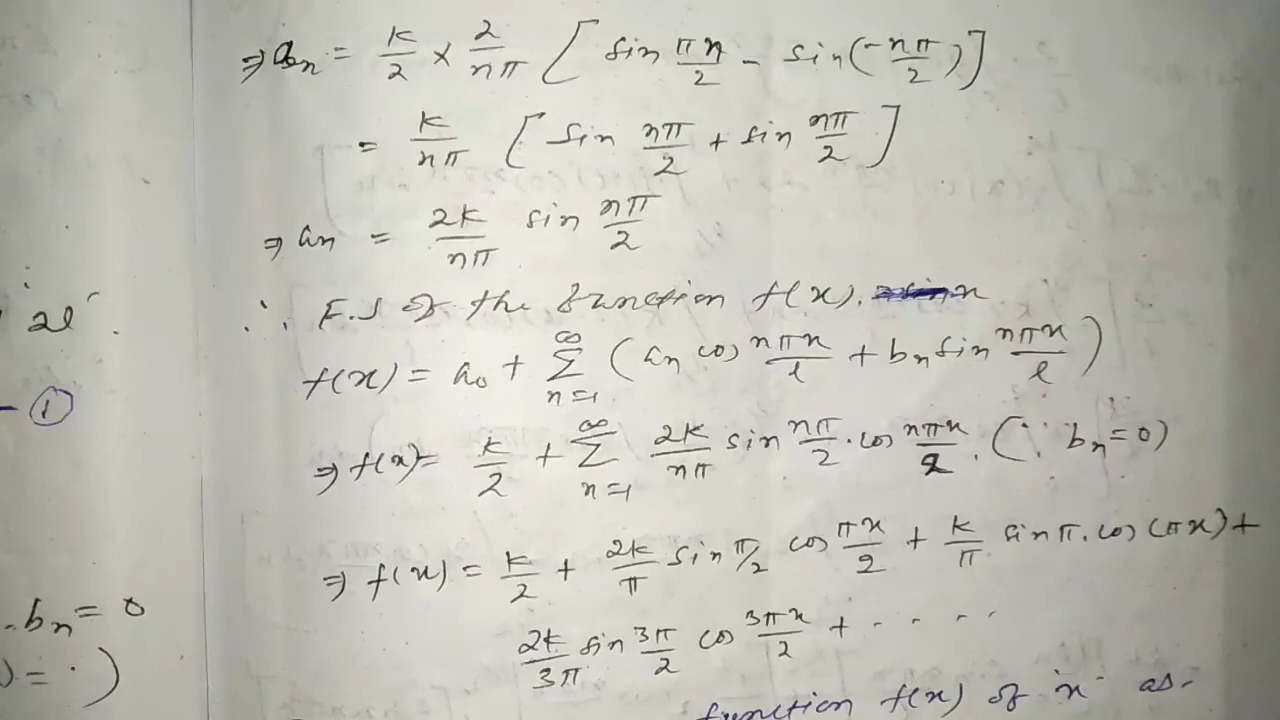 ⇒ aₙ = k/2 × 2/nπ [ sin πn/2 - sin(-nπ/2) ]
= k/nπ [ sin nπ/2 + sin nπ/2 ]
⇒ aₙ = 2k/nπ sin nπ/2
∴ F.S of the function f(x).
f(x) = a₀ + ∞Σn=1 ( aₙ cos nπx/l + bₙ sin nπx/l )
⇒ f(x) = k/2 + ∞Σn=1 2k/nπ sin nπ/2 . cos nπx/2 . (∵ bₙ = 0)
⇒ f(x) = k/2 + 2k/π sin π/2 cos πx/2 + k/π sin π . cos (πx) +
2k/3π sin 3π/2 cos 3πx/2 + - - - -
function f(x) of x as-
2l
- ①
. bₙ = 0
) = . )